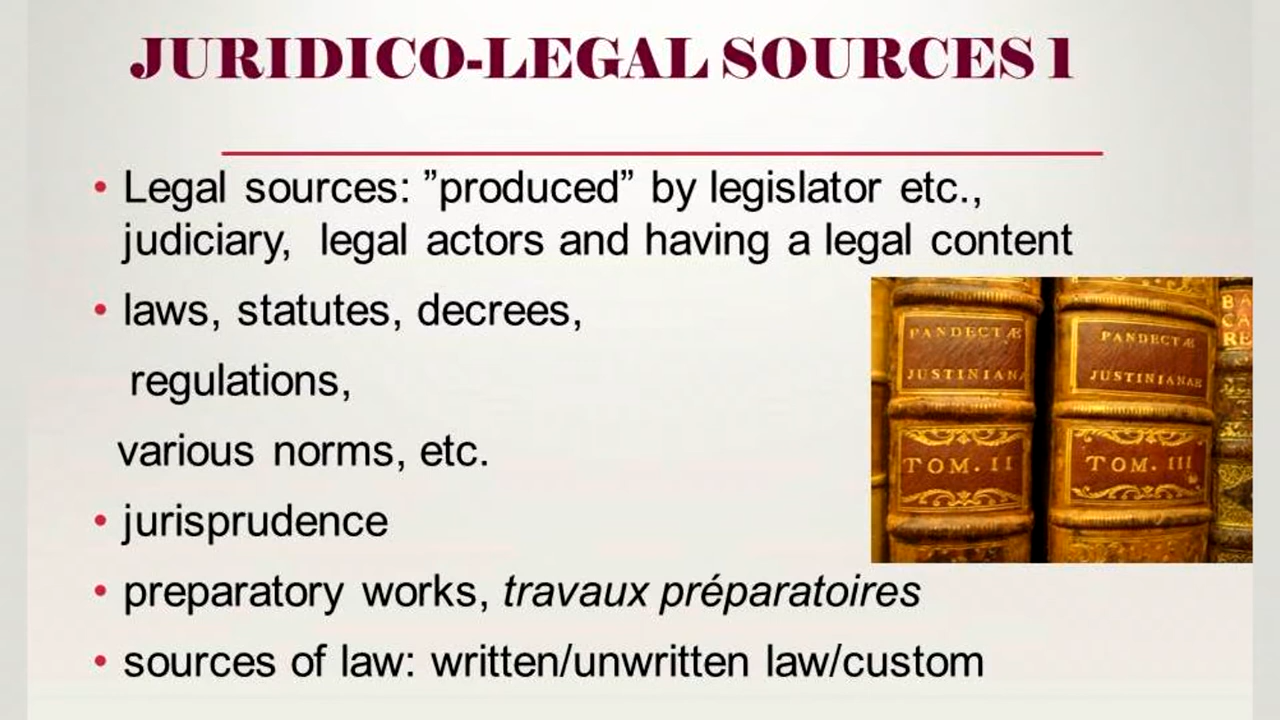 JURIDICO-LEGAL SOURCES 1
• Legal sources: ”produced” by legislator etc.,
judiciary, legal actors and having a legal content
• laws, statutes, decrees,
regulations,
various norms, etc.
• jurisprudence
• preparatory works, travaux préparatoires
• sources of law: written/unwritten law/custom
PANDECTÆ
JUSTINIAN
TOM. II
PANDECTÆ
JUSTINIANAE
TOM. III